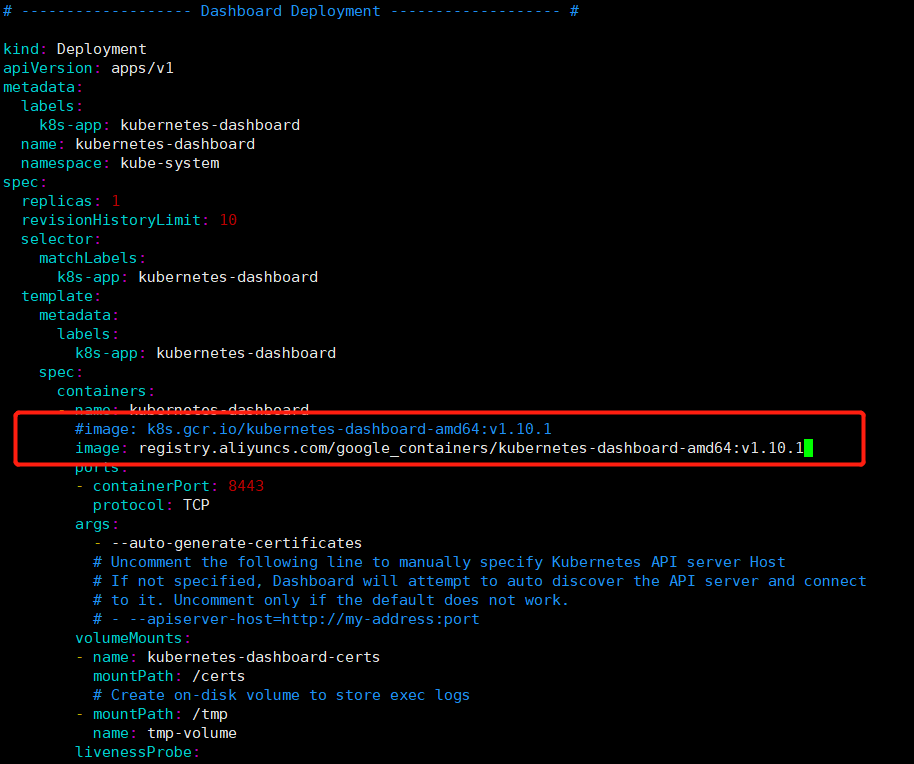 # ------------------- Dashboard Deployment ------------------- #

kind: Deployment
apiVersion: apps/v1
metadata:
  labels:
    k8s-app: kubernetes-dashboard
  name: kubernetes-dashboard
  namespace: kube-system
spec:
  replicas: 1
  revisionHistoryLimit: 10
  selector:
    matchLabels:
      k8s-app: kubernetes-dashboard
  template:
    metadata:
      labels:
        k8s-app: kubernetes-dashboard
    spec:
      containers:
      - name: kubernetes-dashboard
        #image: k8s.gcr.io/kubernetes-dashboard-amd64:v1.10.1
        image: registry.aliyuncs.com/google_containers/kubernetes-dashboard-amd64:v1.10.1
        ports:
        - containerPort: 8443
          protocol: TCP
        args:
          - --auto-generate-certificates
          # Uncomment the following line to manually specify Kubernetes API server Host
          # If not specified, Dashboard will attempt to auto discover the API server and connect
          # to it. Uncomment only if the default does not work.
          # - --apiserver-host=http://my-address:port
        volumeMounts:
        - name: kubernetes-dashboard-certs
          mountPath: /certs
          # Create on-disk volume to store exec logs
        - mountPath: /tmp
          name: tmp-volume
        livenessProbe: